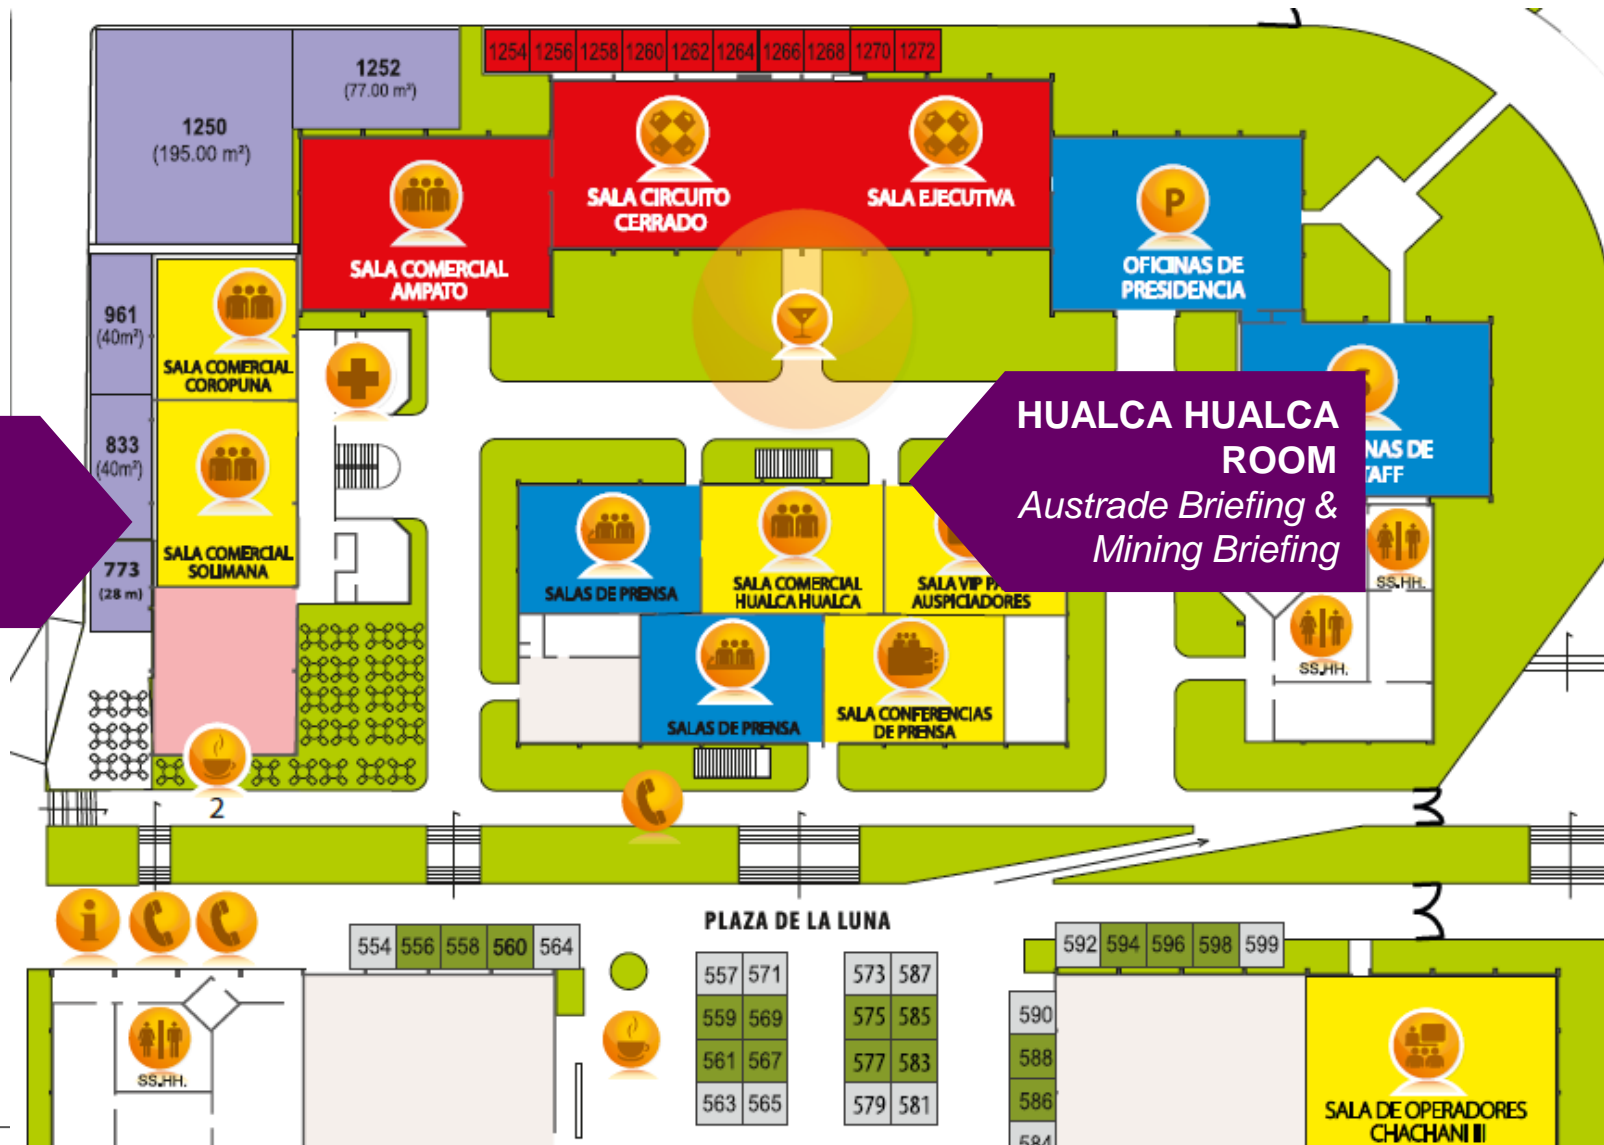 1254 1256 1258 1260 1262 1264 1266 1268 1270 1272
1252
(77.00 m²)
1250
(195.00 m²)
SALA CIRCUITO
CERRADO
SALA EJECUTIVA
P
OFICINAS DE
PRESIDENCIA
SALA COMERCIAL
AMPATO
961
(40m²)
SALA COMERCIAL
COROPUNA
S
NAS DE
AFF
HUALCA HUALCA
ROOM
Austrade Briefing &
Mining Briefing
833
(40m²)
SALA COMERCIAL
SOLIMANA
773
(28 m)
SALAS DE PRENSA
SALA COMERCIAL
HUALCA HUALCA
SALA VIP PA
AUSPICIADORES
SS.HH.
SS.HH.
SALAS DE PRENSA
SALA CONFERENCIAS
DE PRENSA
2
i
PLAZA DE LA LUNA
554 556 558 560 564
592 594 596 598 599
557 571
573 587
559 569
575 585
561 567
577 583
563 565
579 581
590
588
586
584
SS.HH.
SALA DE OPERADORES
CHACHANI III